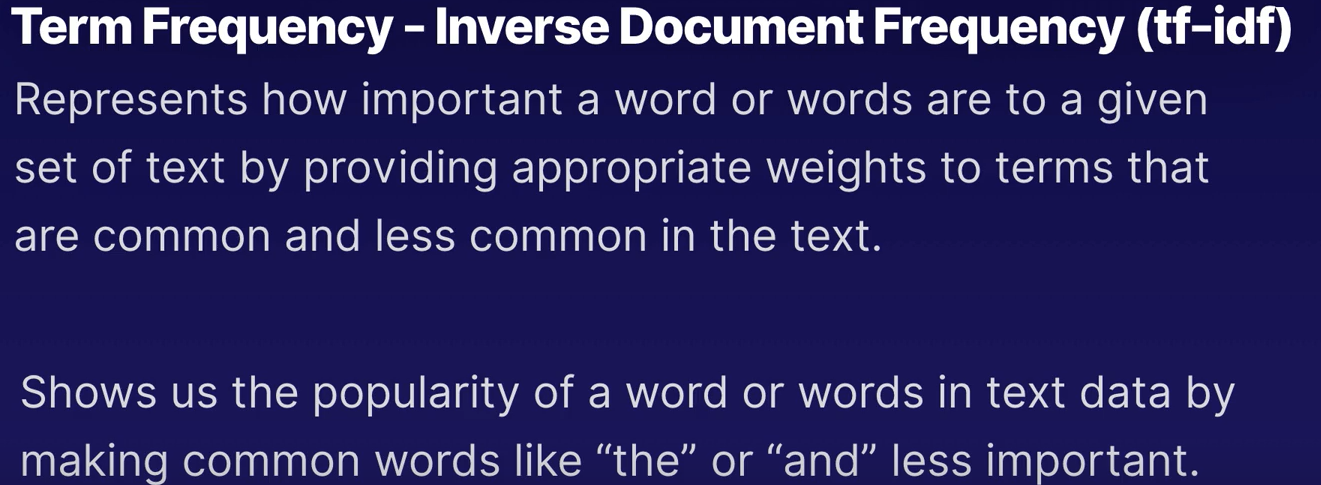 Term Frequency - Inverse Document Frequency (tf-idf)
Represents how important a word or words are to a given
set of text by providing appropriate weights to terms that
are common and less common in the text.
Shows us the popularity of a word or words in text data by
making common words like “the” or “and” less important.